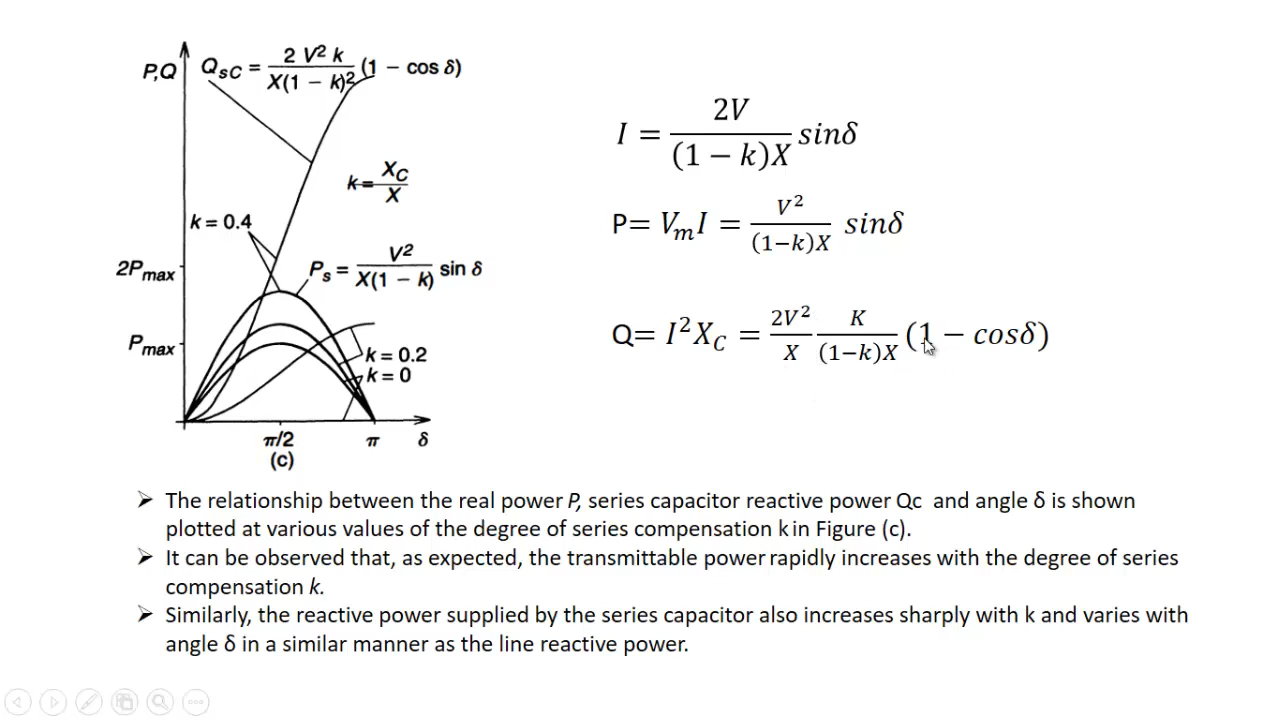 P,Q
Q_SC = 2 V² k / X(1 − k)² (1 − cos δ)
k = X_C / X
k = 0.4
2P_max
P_s = V² / X(1 − k) sin δ
P_max
k = 0.2
k = 0
π/2
π
δ
(c)
I = 2V / (1 − k)X sinδ
P= V_m I = V² / (1−k)X sinδ
Q= I² X_C = 2V² / X K / (1−k)X (1 − cosδ)
➢ The relationship between the real power P, series capacitor reactive power Qc and angle δ is shown
plotted at various values of the degree of series compensation k in Figure (c).
➢ It can be observed that, as expected, the transmittable power rapidly increases with the degree of series
compensation k.
➢ Similarly, the reactive power supplied by the series capacitor also increases sharply with k and varies with
angle δ in a similar manner as the line reactive power.